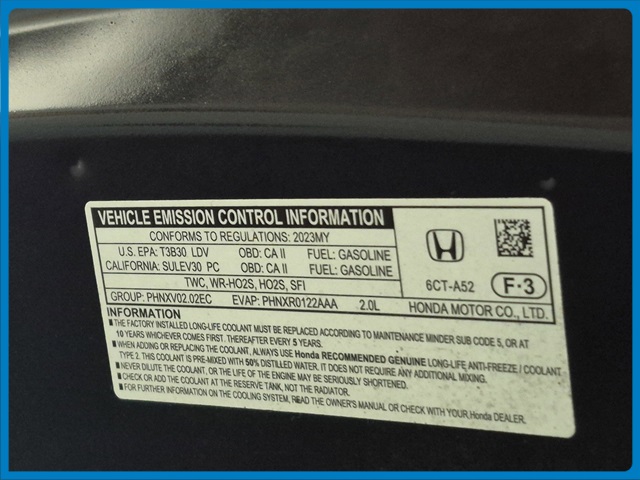 VEHICLE EMISSION CONTROL INFORMATION
CONFORMS TO REGULATIONS: 2023MY
U.S. EPA: T3B30 LDV OBD: CA II FUEL: GASOLINE
CALIFORNIA: SULEV30 PC OBD: CA II FUEL: GASOLINE
TWC, WR-HO2S, HO2S, SFI
GROUP: PHNXV02.02EC EVAP: PHNXR0122AAA 2.0L
6CT-A52
F·3
HONDA MOTOR CO., LTD.
INFORMATION
■ THE FACTORY INSTALLED LONG-LIFE COOLANT MUST BE REPLACED ACCORDING TO MAINTENANCE MINDER SUB CODE 5, OR AT
10 YEARS WHICHEVER COMES FIRST. THEREAFTER EVERY 5 YEARS.
■ WHEN ADDING OR REPLACING THE COOLANT, ALWAYS USE Honda RECOMMENDED GENUINE LONG-LIFE ANTI-FREEZE / COOLANT
TYPE 2. THIS COOLANT IS PRE-MIXED WITH 50% DISTILLED WATER. IT DOES NOT REQUIRE ANY ADDITIONAL MIXING.
■ NEVER DILUTE THE COOLANT, OR THE LIFE OF THE ENGINE MAY BE SERIOUSLY SHORTENED.
■ CHECK OR ADD THE COOLANT AT THE RESERVE TANK, NOT THE RADIATOR.
■ FOR FURTHER INFORMATION ON THE COOLING SYSTEM, READ THE OWNER'S MANUAL OR CHECK WITH YOUR Honda DEALER.